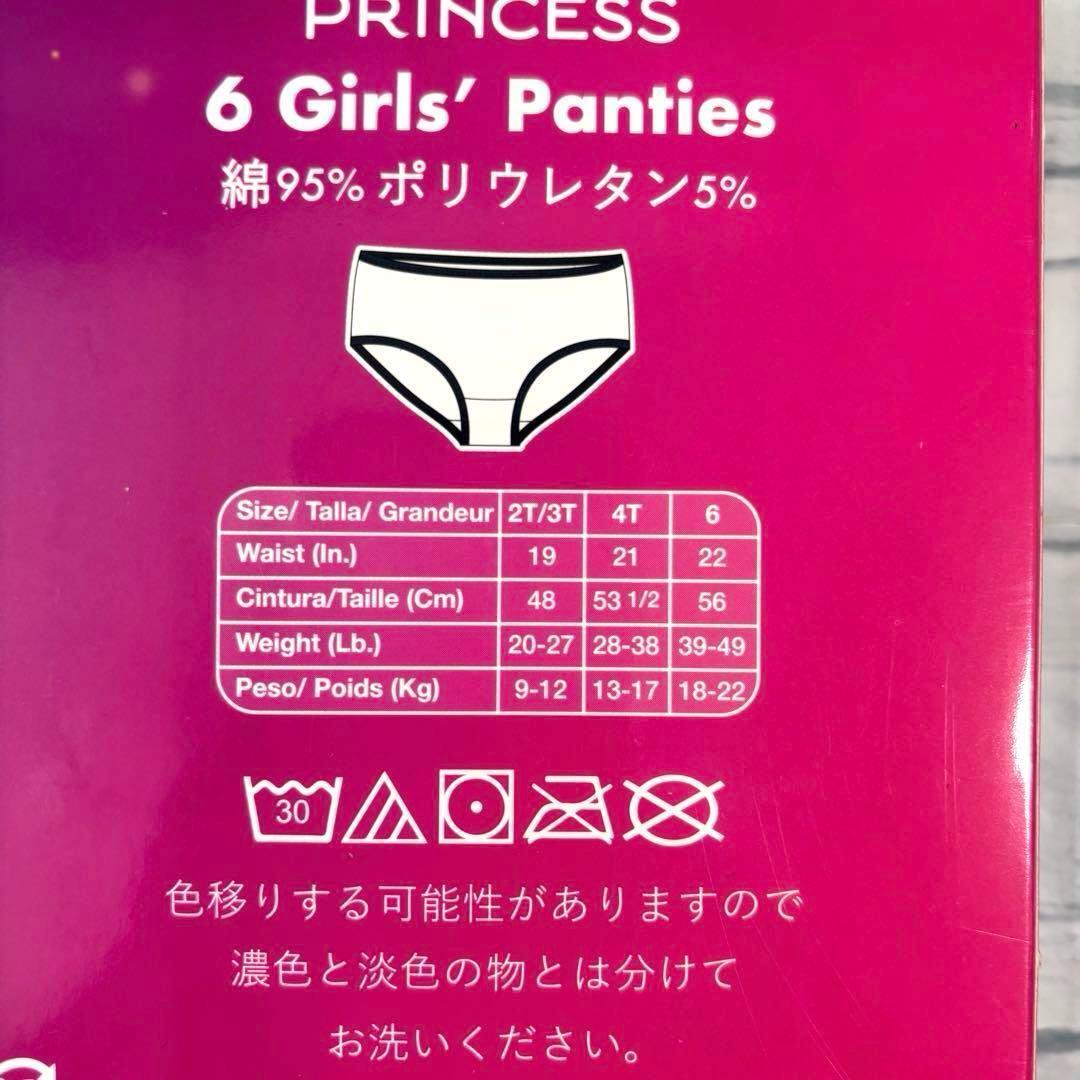 PRINCESS
6 Girls’ Panties
綿95% ポリウレタン5%
Size/ Talla/ Grandeur 2T/3T 4T 6
Waist (In.) 19 21 22
Cintura/Taille (Cm) 48 53 1/2 56
Weight (Lb.) 20-27 28-38 39-49
Peso/ Poids (Kg) 9-12 13-17 18-22
30
色移りする可能性がありますので
濃色と淡色の物とは分けて
お洗いください。